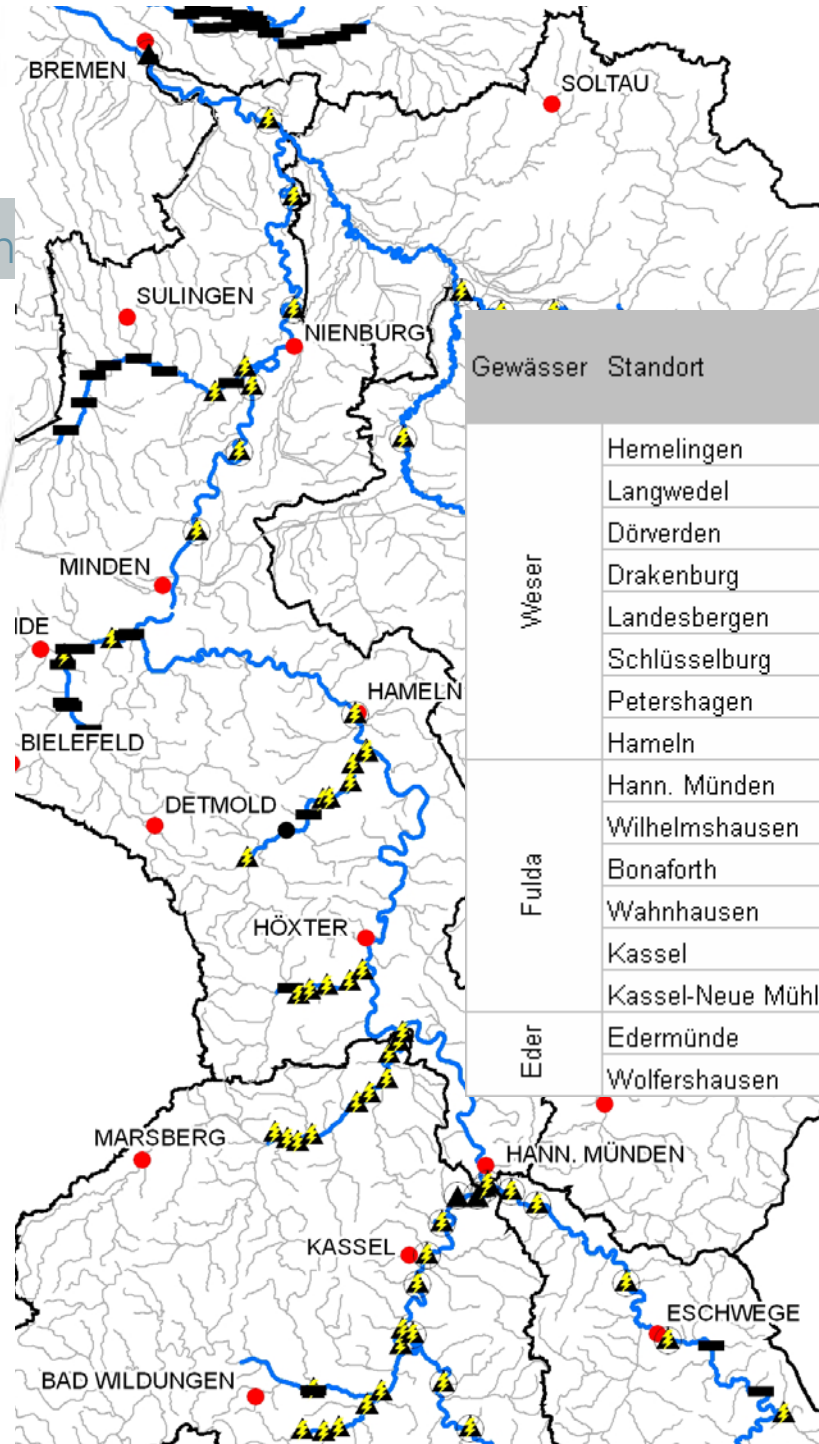 BREMEN
SOLTAU
n
SULINGEN
NIENBURG
Gewässer Standort
Weser
Hemelingen
Langwedel
Dörverden
Drakenburg
Landesbergen
Schlüsselburg
Petershagen
Hameln
Fulda
Hann. Münden
Wilhelmshausen
Bonaforth
Wahnhausen
Kassel
Kassel-Neue Mühl
Eder
Edermünde
Wolfershausen
MINDEN
IDE
HAMELN
BIELEFELD
DETMOLD
HÖXTER
MARSBERG
HANN. MÜNDEN
KASSEL
ESCHWEGE
BAD WILDUNGEN